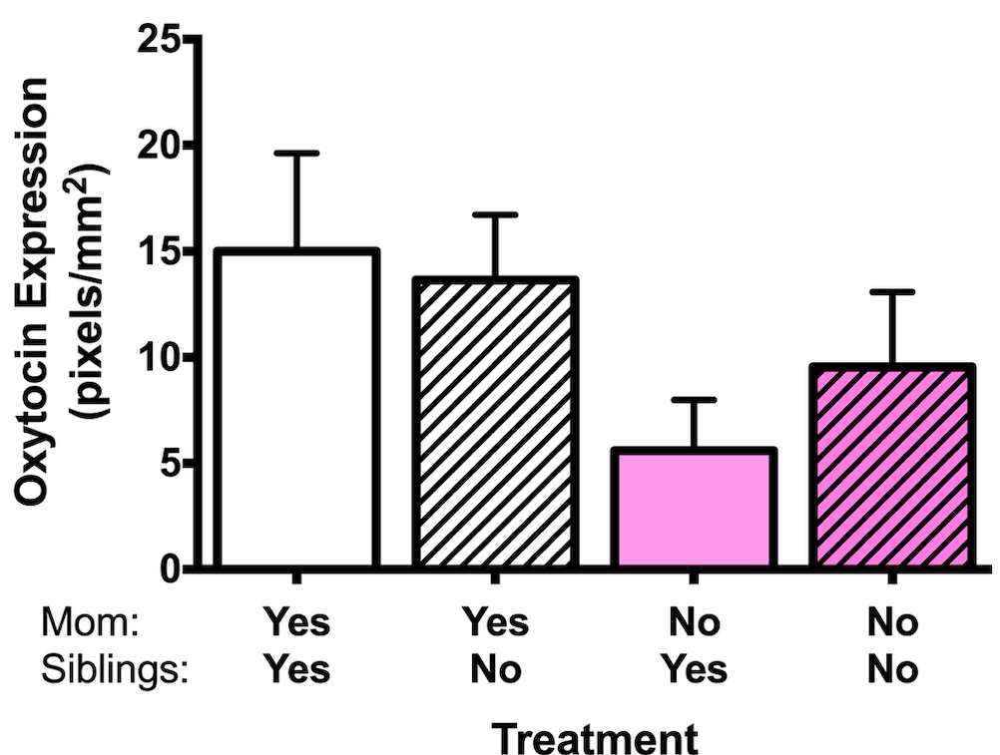 Oxytocin Expression
(pixels/mm²)
25
20
15
10
5
0
Mom: Yes Yes No No
Siblings: Yes No Yes No
Treatment